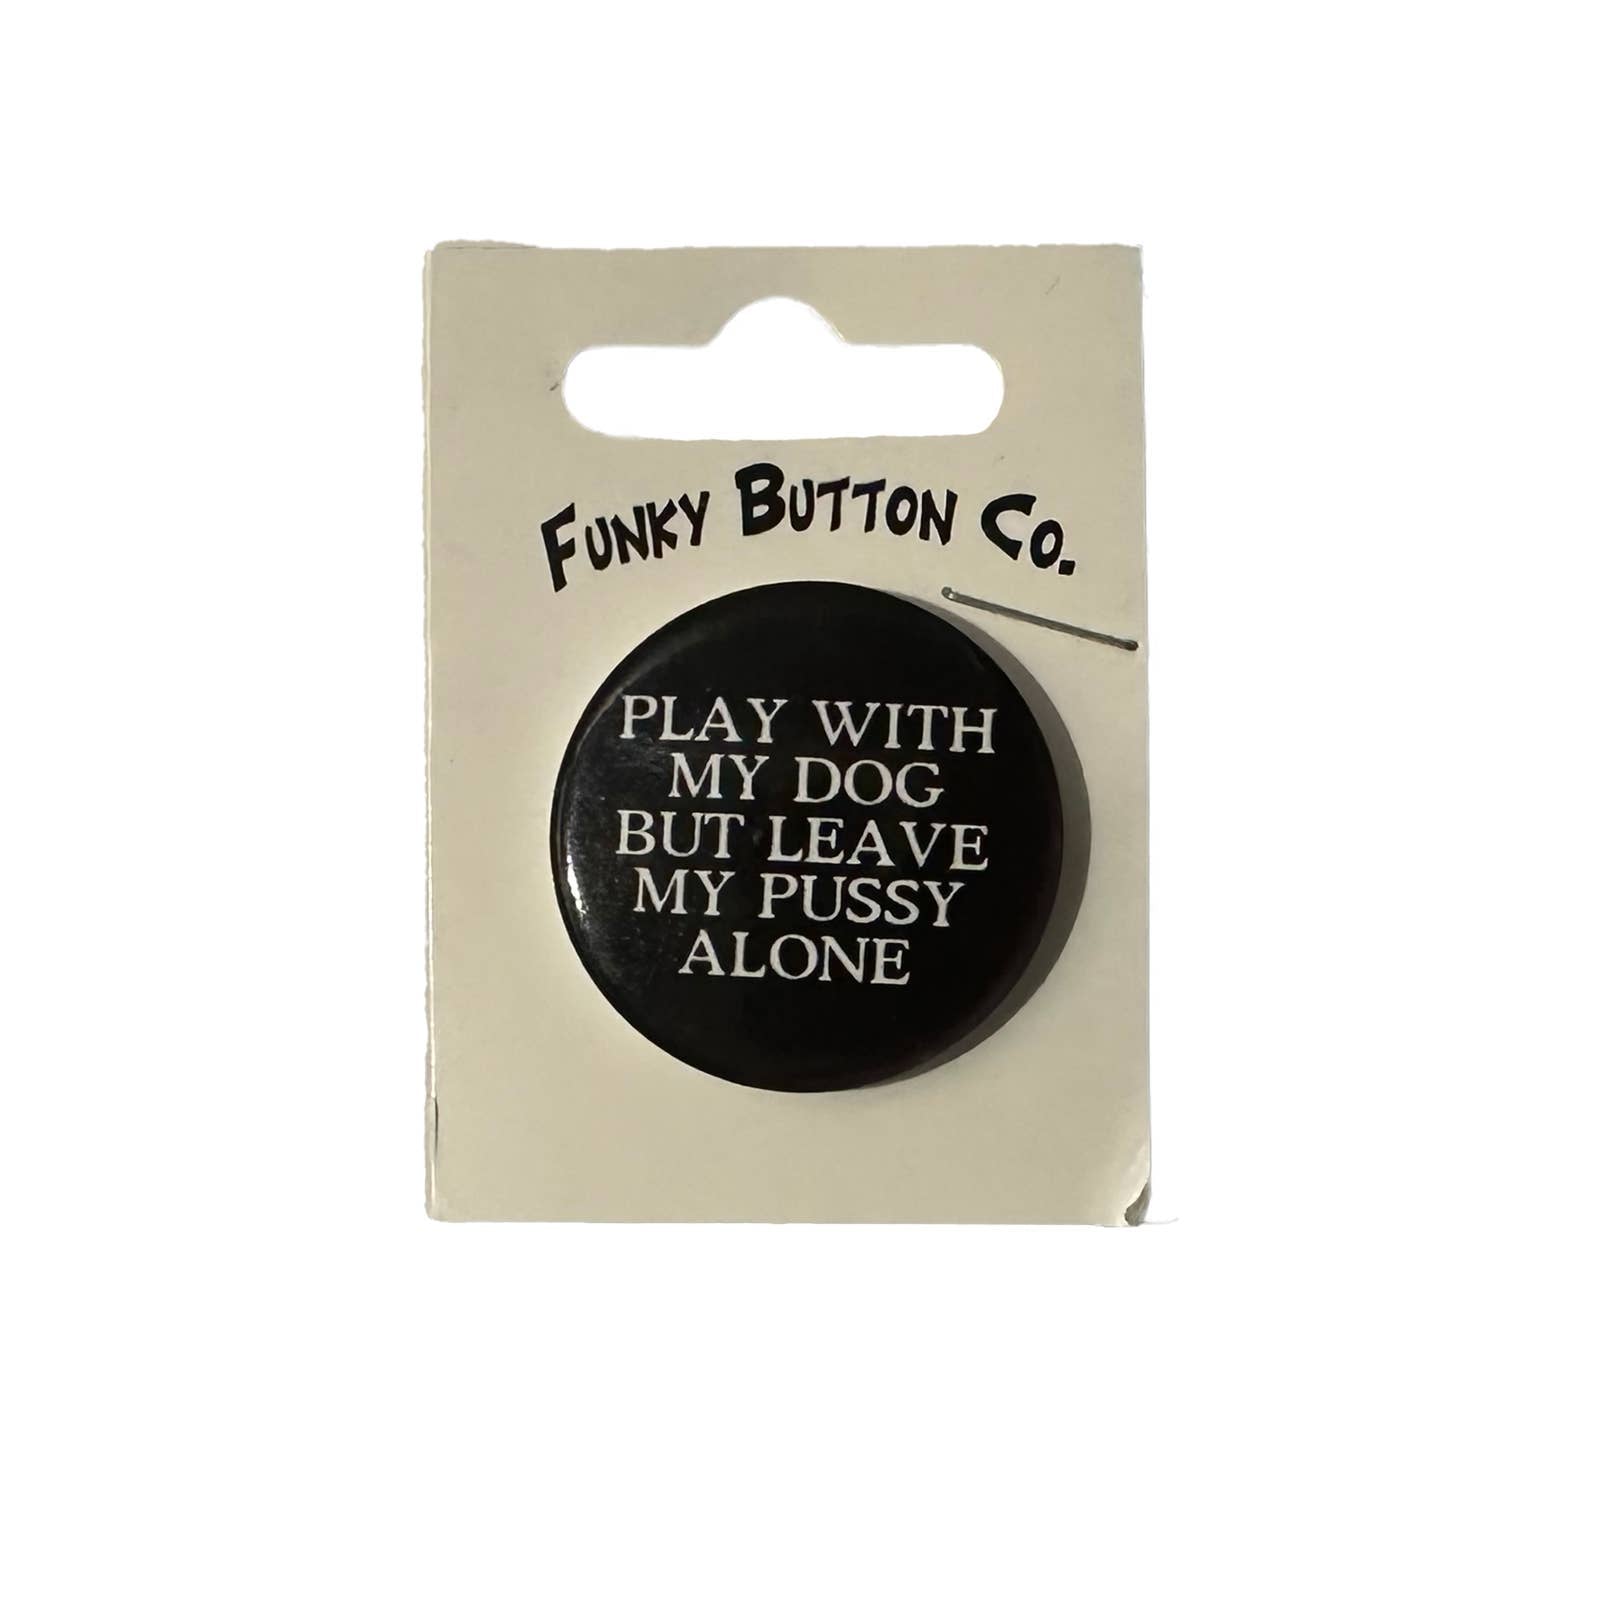 FUNKY BUTTON CO.
PLAY WITH
MY DOG
BUT LEAVE
MY PUSSY
ALONE